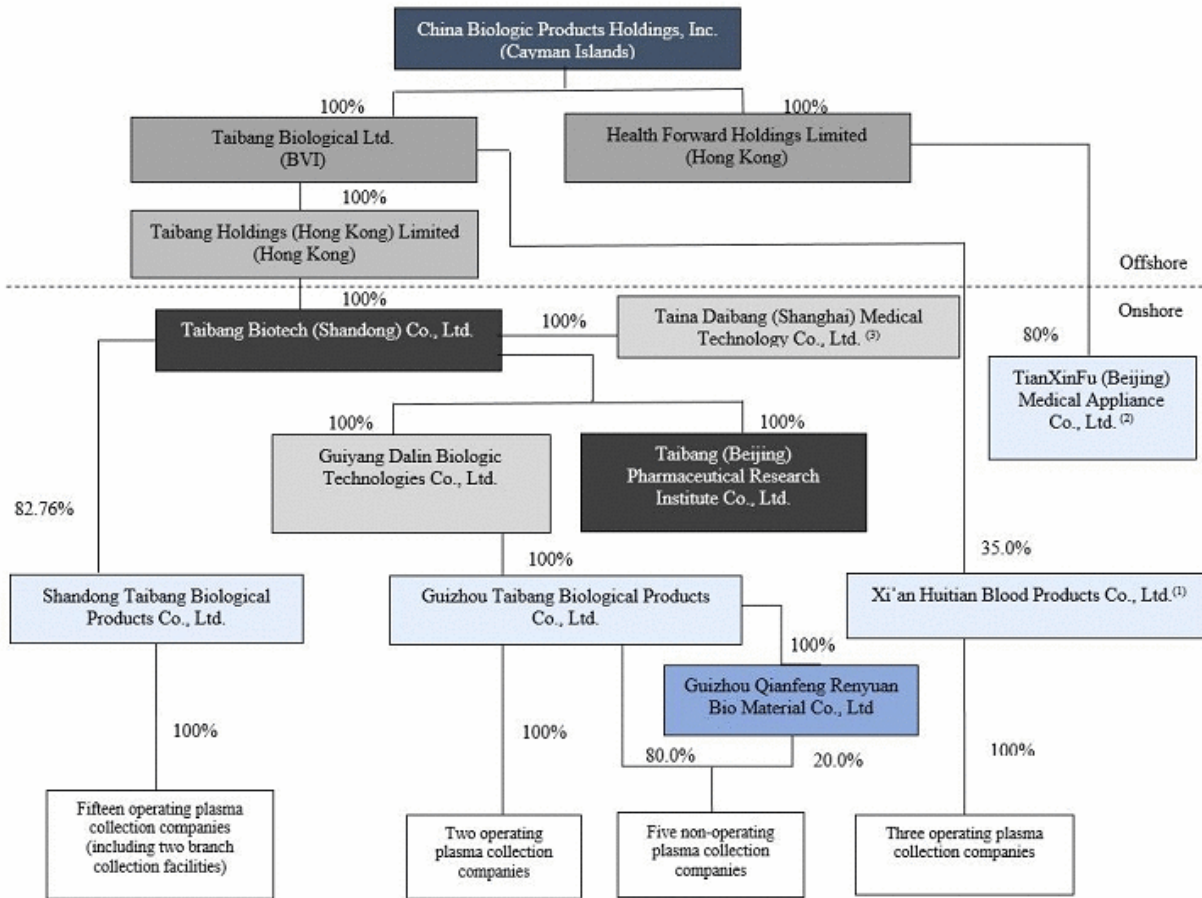 China Biologic Products Holdings, Inc.
(Cayman Islands)
100%
100%
Taibang Biological Ltd.
(BVI)
Health Forward Holdings Limited
(Hong Kong)
100%
Taibang Holdings (Hong Kong) Limited
(Hong Kong)
Offshore
Onshore
100%
Taibang Biotech (Shandong) Co., Ltd.
100%
Taina Daibang (Shanghai) Medical
Technology Co., Ltd. (3)
80%
TianXinFu (Beijing)
Medical Appliance
Co., Ltd. (2)
100%
100%
Guiyang Dalin Biologic
Technologies Co., Ltd.
Taibang (Beijing)
Pharmaceutical Research
Institute Co., Ltd.
82.76%
100%
35.0%
Shandong Taibang Biological
Products Co., Ltd.
Guizhou Taibang Biological Products
Co., Ltd.
Xi'an Huitian Blood Products Co., Ltd.(1)
100%
Guizhou Qianfeng Renyuan
Bio Material Co., Ltd
100%
100%
80.0%
20.0%
100%
Fifteen operating plasma
collection companies
(including two branch
collection facilities)
Two operating
plasma collection
companies
Five non-operating
plasma collection
companies
Three operating plasma
collection companies